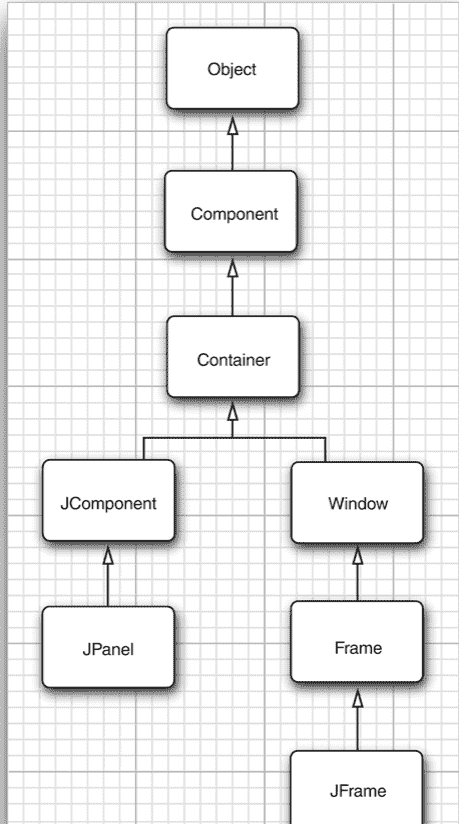 Object
Component
Container
JComponent
Window
JPanel
Frame
JFrame